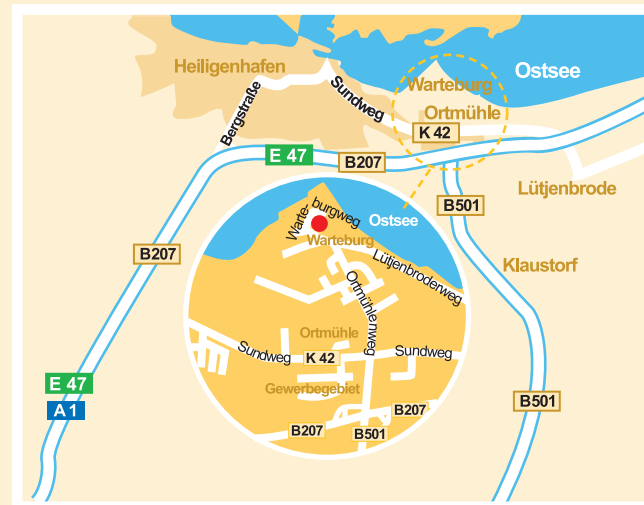 Heiligenhafen
Ostsee
Warteburg
Sundweg
Bergstraße
Ortmühle
K 42
E 47
B207
Lütjenbrode
B501
Warte-
burgweg
Ostsee
Warteburg
B207
Lütjenbroderweg
Klaustorf
Ortmühlenweg
Ortmühle
Sundweg
K 42
Sundweg
E 47
Gewerbegebiet
A 1
B207
B207
B501
B501